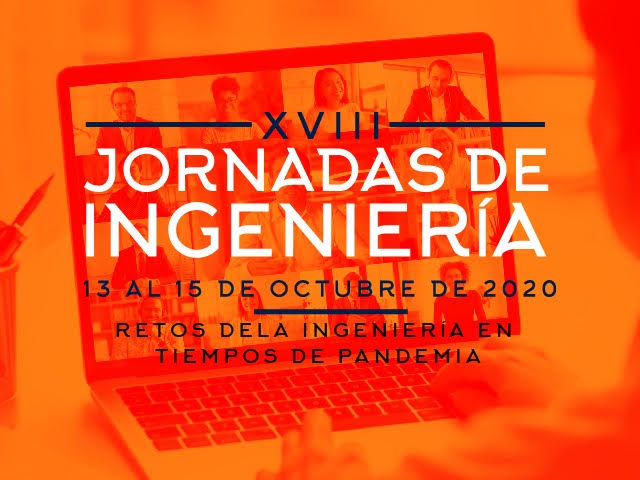 XVIII
JORNADAS DE
INGENIERÍA
13 AL 15 DE OCTUBRE DE 2020
RETOS DELA INGENIERÍA EN
TIEMPOS DE PANDEMIA